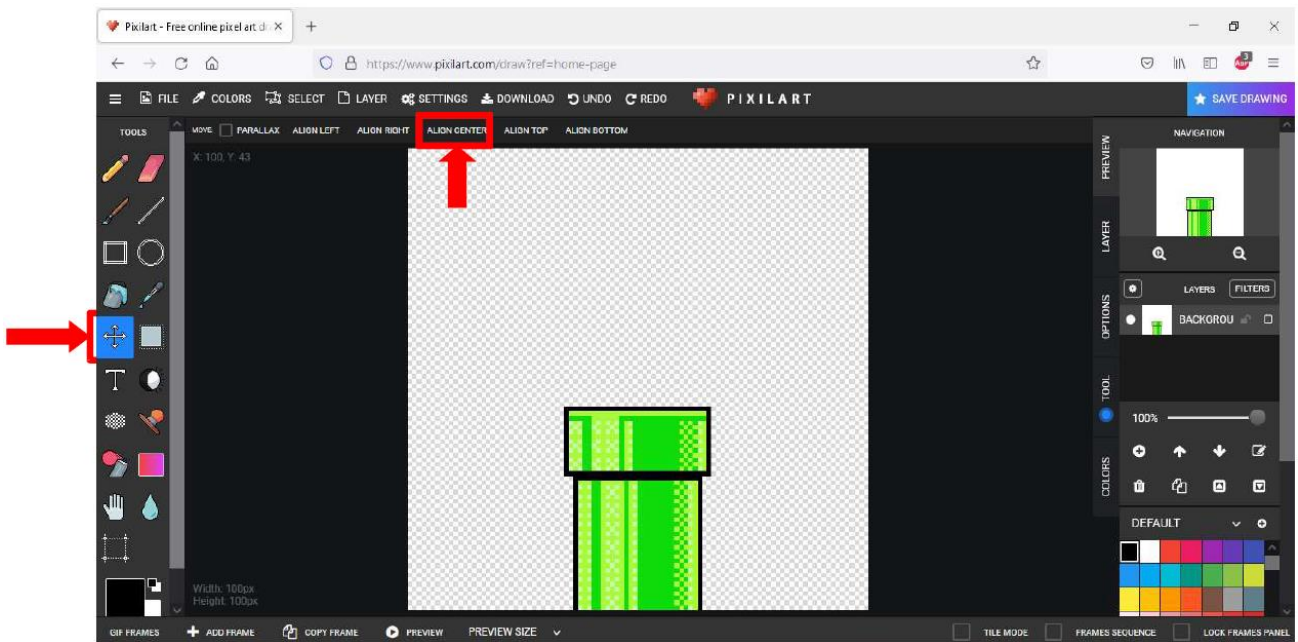 Pixilart - Free online pixel art d
https://www.pixilart.com/draw?ref=home-page
3
FILE COLORS SELECT LAYER SETTINGS DOWNLOAD UNDO REDO PIXILART SAVE DRAWING
TOOLS MOVE PARALLAX ALIGN LEFT ALIGN RIGHT ALIGN CENTER ALIGN TOP ALIGN BOTTOM NAVIGATION
X: 100, Y: 43
PREVIEW
LAYER
OPTIONS
TOOL
COLORS
LAYERS FILTERS
BACKGROU
100%
DEFAULT
Width: 100px
Height: 100px
GIF FRAMES ADD FRAME COPY FRAME PREVIEW PREVIEW SIZE TILE MODE FRAMES SEQUENCE LOCK FRAMES PANEL